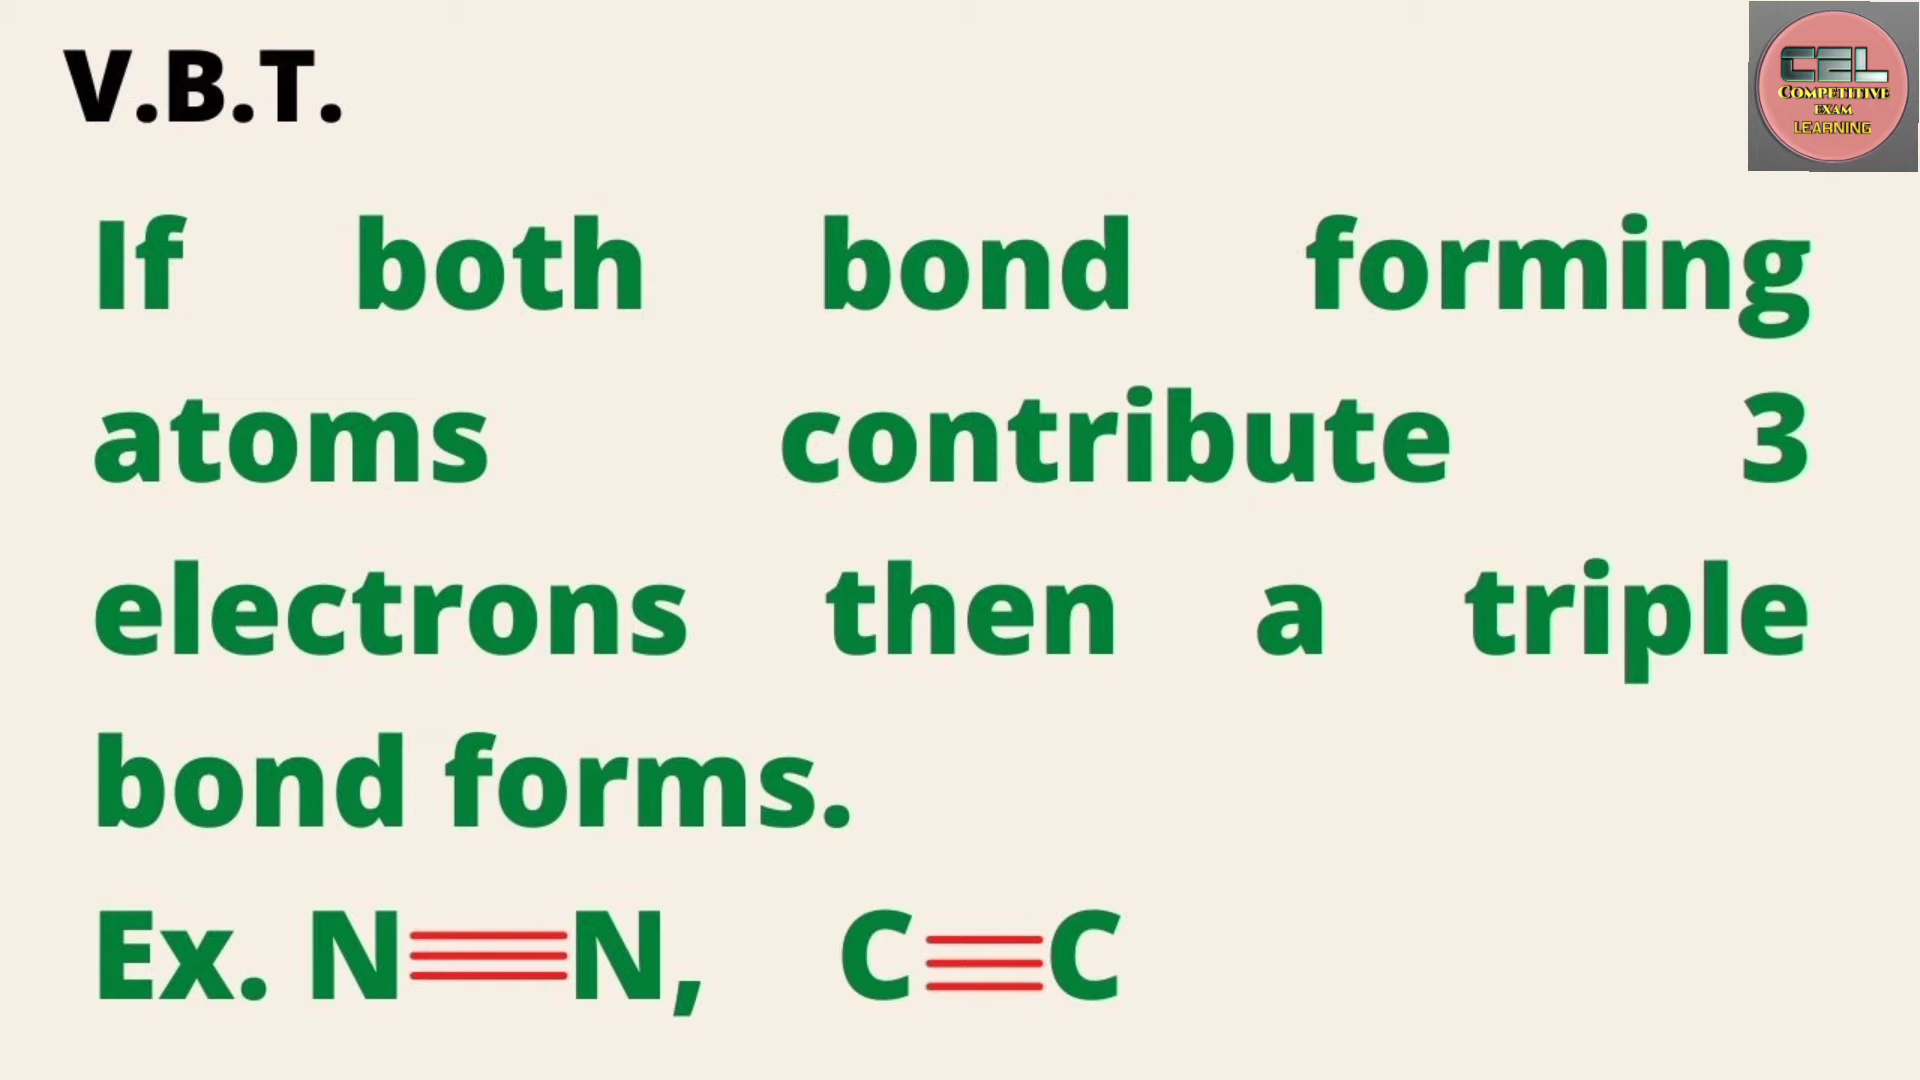 V.B.T.
CEL
COMPETITIVE
EXAM
LEARNING
If both bond forming
atoms contribute 3
electrons then a triple
bond forms.
Ex. N≡N, C≡C